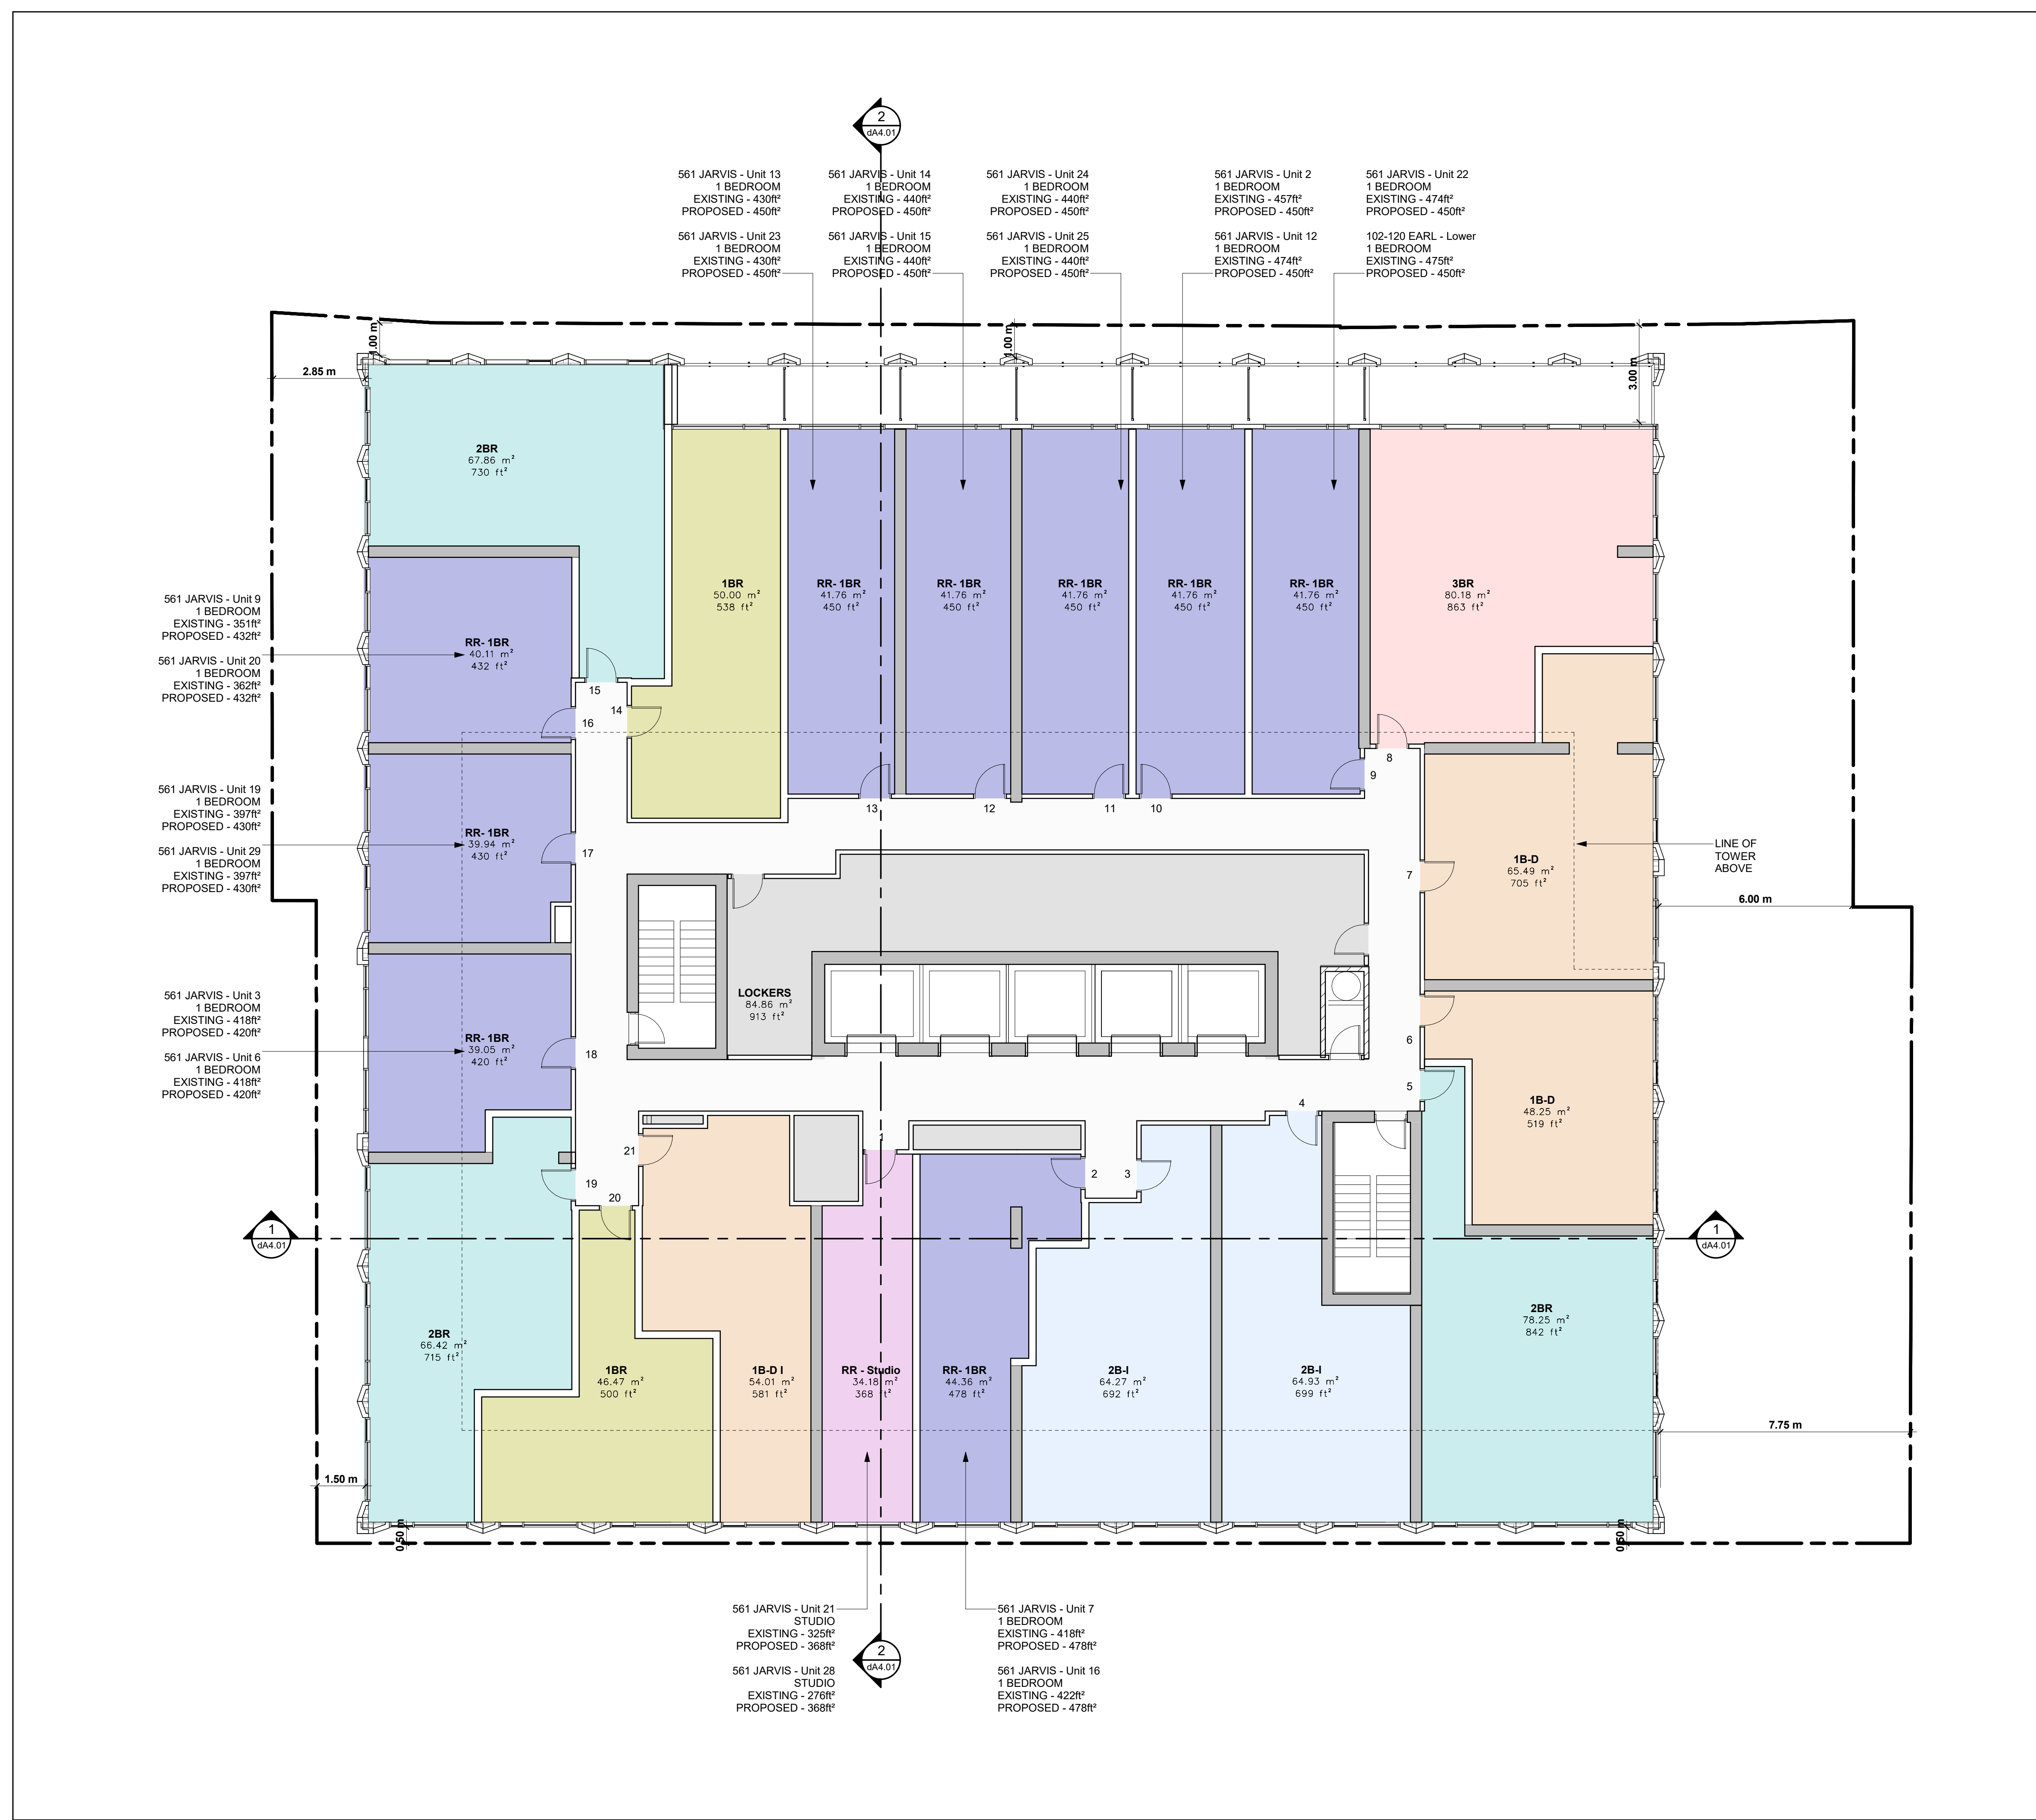 2
dA4.01
561 JARVIS - Unit 13
1 BEDROOM
EXISTING - 430ft²
PROPOSED - 450ft²
561 JARVIS - Unit 23
1 BEDROOM
EXISTING - 430ft²
PROPOSED - 450ft²
561 JARVIS - Unit 14
1 BEDROOM
EXISTING - 440ft²
PROPOSED - 450ft²
561 JARVIS - Unit 15
1 BEDROOM
EXISTING - 440ft²
PROPOSED - 450ft²
561 JARVIS - Unit 24
1 BEDROOM
EXISTING - 440ft²
PROPOSED - 450ft²
561 JARVIS - Unit 25
1 BEDROOM
EXISTING - 440ft²
PROPOSED - 450ft²
561 JARVIS - Unit 2
1 BEDROOM
EXISTING - 457ft²
PROPOSED - 450ft²
561 JARVIS - Unit 12
1 BEDROOM
EXISTING - 474ft²
PROPOSED - 450ft²
561 JARVIS - Unit 22
1 BEDROOM
EXISTING - 474ft²
PROPOSED - 450ft²
102-120 EARL - Lower
1 BEDROOM
EXISTING - 475ft²
PROPOSED - 450ft²
1.00 m
1.00 m
3.00 m
2.85 m
2BR
67.86 m²
730 ft²
1BR
50.00 m²
538 ft²
RR- 1BR
41.76 m²
450 ft²
RR- 1BR
41.76 m²
450 ft²
RR- 1BR
41.76 m²
450 ft²
RR- 1BR
41.76 m²
450 ft²
RR- 1BR
41.76 m²
450 ft²
3BR
80.18 m²
863 ft²
561 JARVIS - Unit 9
1 BEDROOM
EXISTING - 351ft²
PROPOSED - 432ft²
561 JARVIS - Unit 20
1 BEDROOM
EXISTING - 362ft²
PROPOSED - 432ft²
RR- 1BR
40.11 m²
432 ft²
15
14
16
8
9
13
12
11
10
561 JARVIS - Unit 19
1 BEDROOM
EXISTING - 397ft²
PROPOSED - 430ft²
561 JARVIS - Unit 29
1 BEDROOM
EXISTING - 397ft²
PROPOSED - 430ft²
RR- 1BR
39.94 m²
430 ft²
17
7
1B-D
65.49 m²
705 ft²
LINE OF
TOWER
ABOVE
6.00 m
LOCKERS
84.86 m²
913 ft²
561 JARVIS - Unit 3
1 BEDROOM
EXISTING - 418ft²
PROPOSED - 420ft²
561 JARVIS - Unit 6
1 BEDROOM
EXISTING - 418ft²
PROPOSED - 420ft²
RR- 1BR
39.05 m²
420 ft²
18
6
5
4
1B-D
48.25 m²
519 ft²
1
21
2
3
19
20
1
dA4.01
1
dA4.01
2BR
66.42 m²
715 ft²
1BR
46.47 m²
500 ft²
1B-D I
54.01 m²
581 ft²
RR - Studio
34.18 m²
368 ft²
RR- 1BR
44.36 m²
478 ft²
2B-I
64.27 m²
692 ft²
2B-I
64.93 m²
699 ft²
2BR
78.25 m²
842 ft²
7.75 m
1.50 m
0.50 m
0.50 m
561 JARVIS - Unit 21
STUDIO
EXISTING - 325ft²
PROPOSED - 368ft²
561 JARVIS - Unit 28
STUDIO
EXISTING - 276ft²
PROPOSED - 368ft²
2
dA4.01
561 JARVIS - Unit 7
1 BEDROOM
EXISTING - 418ft²
PROPOSED - 478ft²
561 JARVIS - Unit 16
1 BEDROOM
EXISTING - 422ft²
PROPOSED - 478ft²